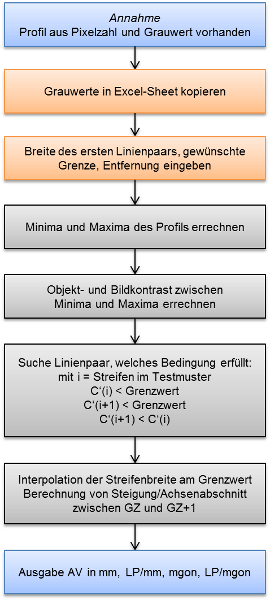 Annahme
Profil aus Pixelzahl und Grauwert vorhanden
Grauwerte in Excel-Sheet kopieren
Breite des ersten Linienpaars, gewünschte
Grenze, Entfernung eingeben
Minima und Maxima des Profils errechnen
Objekt- und Bildkontrast zwischen
Minima und Maxima errechnen
Suche Linienpaar, welches Bedingung erfüllt:
mit i = Streifen im Testmuster
C‘(i) < Grenzwert
C‘(i+1) < Grenzwert
C‘(i+1) < C‘(i)
Interpolation der Streifenbreite am Grenzwert
Berechnung von Steigung/Achsenabschnitt
zwischen GZ und GZ+1
Ausgabe AV in mm, LP/mm, mgon, LP/mgon